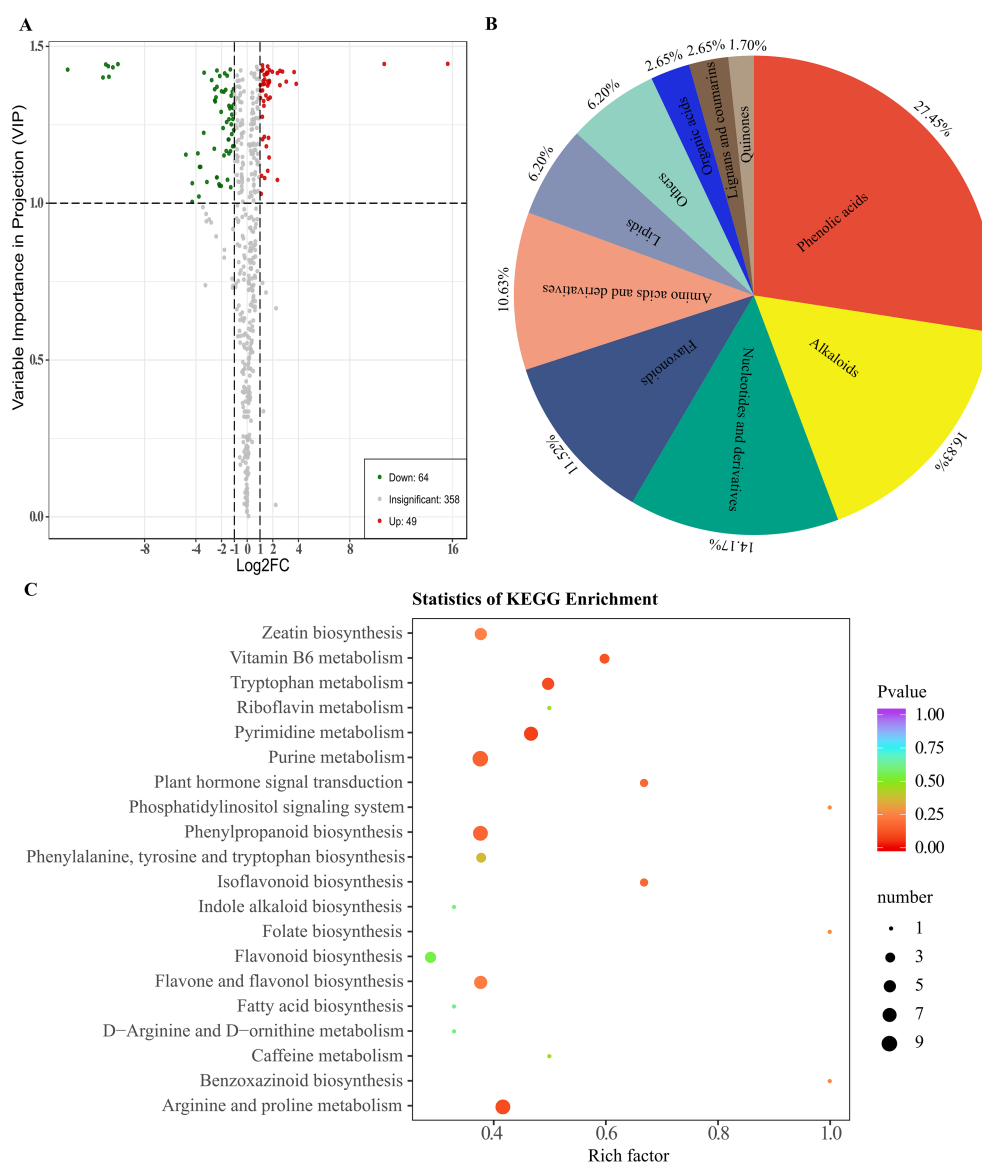 A
B
Variable Importance in Projection (VIP)
1.5
1.0
0.5
0.0
Down: 64
Insignificant: 358
Up: 49
-8 -4 -2 -1 0 1 2 4 8 16
Log2FC
27.45%
16.83%
14.17%
11.52%
10.63%
6.20%
6.20%
2.65%
2.65%
1.70%
Phenolic acids
Alkaloids
Nucleotides and derivatives
Flavonoids
Amino acids and derivatives
Lipids
Others
Organic acids
Lignans and coumarins
Quinones
C
Statistics of KEGG Enrichment
Zeatin biosynthesis
Vitamin B6 metabolism
Tryptophan metabolism
Riboflavin metabolism
Pyrimidine metabolism
Purine metabolism
Plant hormone signal transduction
Phosphatidylinositol signaling system
Phenylpropanoid biosynthesis
Phenylalanine, tyrosine and tryptophan biosynthesis
Isoflavonoid biosynthesis
Indole alkaloid biosynthesis
Folate biosynthesis
Flavonoid biosynthesis
Flavone and flavonol biosynthesis
Fatty acid biosynthesis
D−Arginine and D−ornithine metabolism
Caffeine metabolism
Benzoxazinoid biosynthesis
Arginine and proline metabolism
0.4 0.6 0.8 1.0
Rich factor
Pvalue
1.00
0.75
0.50
0.25
0.00
number
1
3
5
7
9